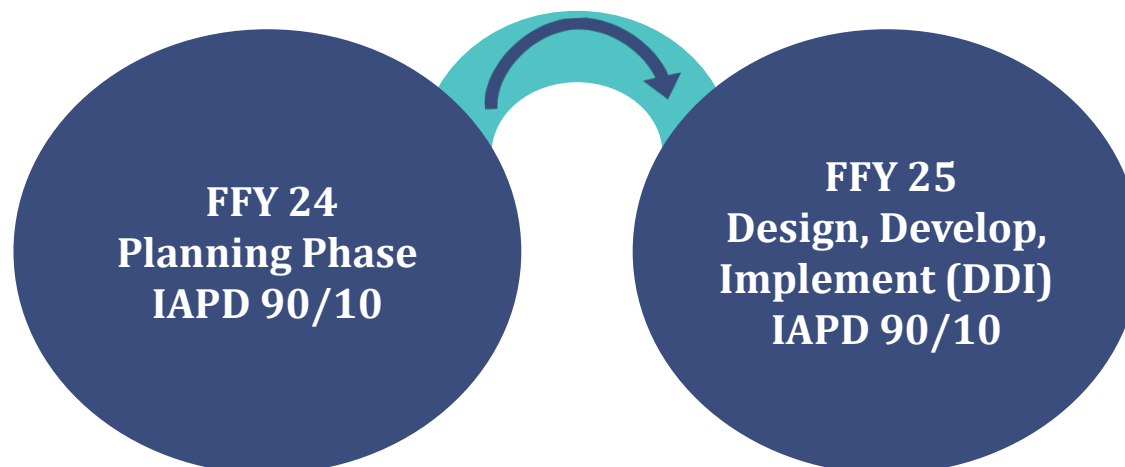 FFY 24
Planning Phase
IAPD 90/10
FFY 25
Design, Develop,
Implement (DDI)
IAPD 90/10